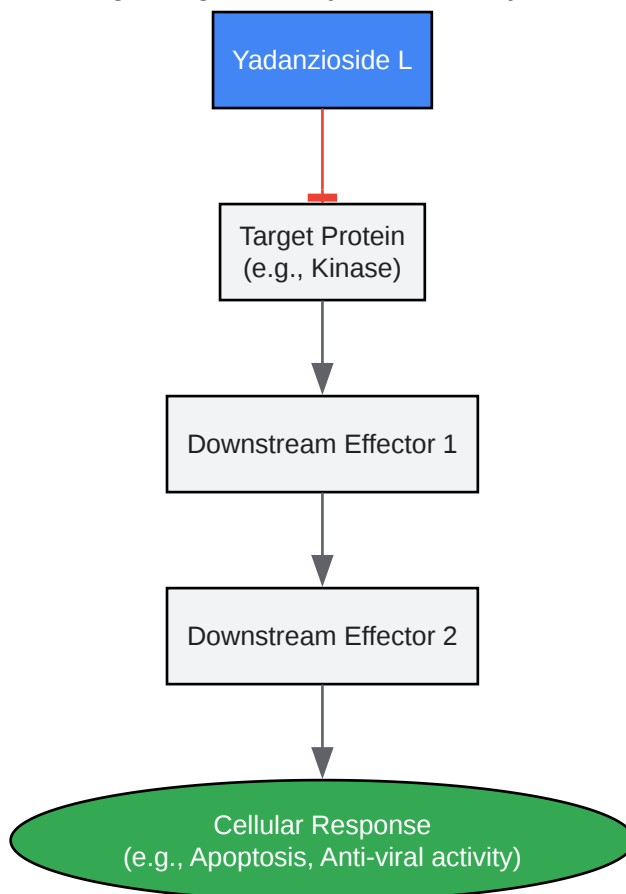 Yadanzioside L
Target Protein
(e.g., Kinase)
Downstream Effector 1
Downstream Effector 2
Cellular Response
(e.g., Apoptosis, Anti-viral activity)